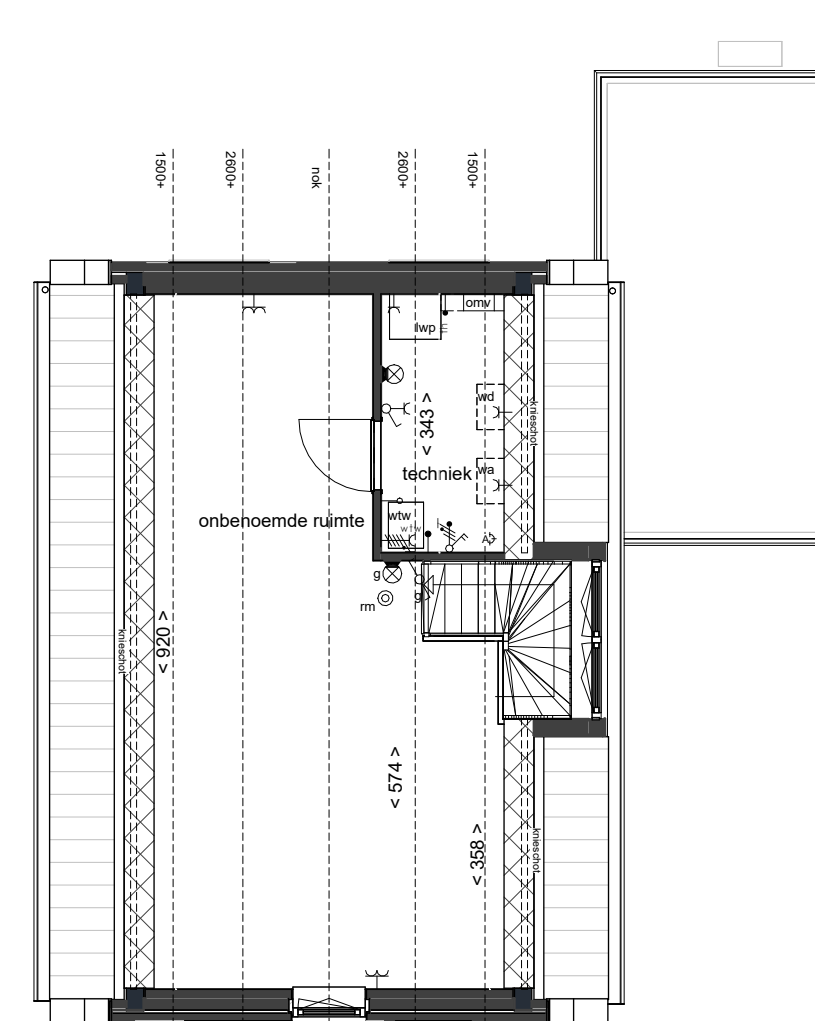 1500+
2600+
nok
2600+
1500+
omv
lwp
wd
< 343 >
knieschot
techniek
wa
wtw
onbenoemde ruimte
wtw
g
g
rm
< 920 >
knieschot
< 574 >
< 358 >
knieschot